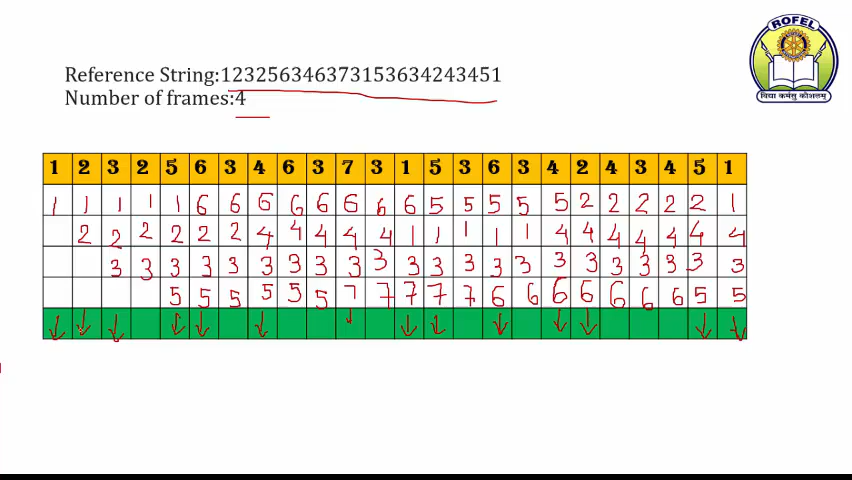 ROFEL
विद्या कर्मसु कौशलम्
Reference String:123256346373153634243451
Number of frames:4
1 2 3 2 5 6 3 4 6 3 7 3 1 5 3 6 3 4 2 4 3 4 5 1
1 1 1 1 1 6 6 6 6 6 6 6 6 5 5 5 5 5 2 2 2 2 2 1
2 2 2 2 2 2 4 4 4 4 4 1 1 1 1 1 4 4 4 4 4 4 4
3 3 3 3 3 3 3 3 3 3 3 3 3 3 3 3 3 3 3 3 3 3
5 5 5 5 5 5 7 7 7 7 7 6 6 6 6 6 6 6 5 5